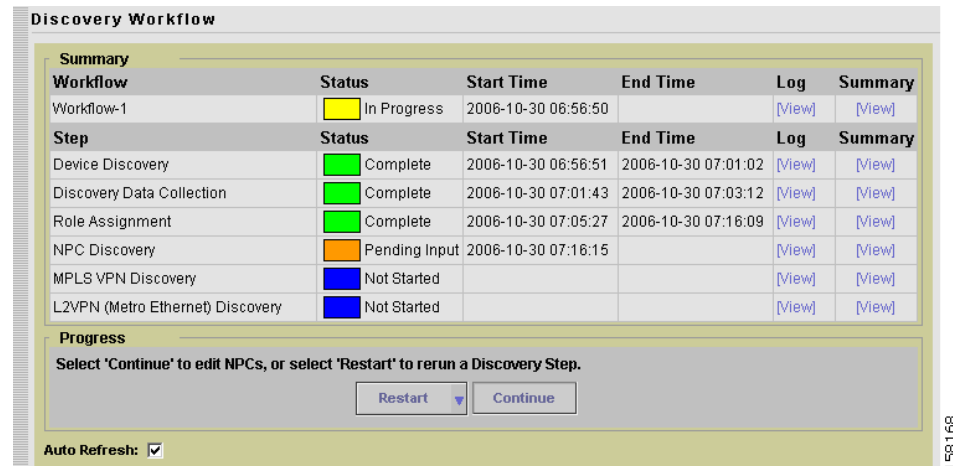 Discovery Workflow
Summary
Workflow Status Start Time End Time Log Summary
Workflow-1 In Progress 2006-10-30 06:56:50 [View] [View]
Step Status Start Time End Time Log Summary
Device Discovery Complete 2006-10-30 06:56:51 2006-10-30 07:01:02 [View] [View]
Discovery Data Collection Complete 2006-10-30 07:01:43 2006-10-30 07:03:12 [View] [View]
Role Assignment Complete 2006-10-30 07:05:27 2006-10-30 07:16:09 [View] [View]
NPC Discovery Pending Input 2006-10-30 07:16:15 [View] [View]
MPLS VPN Discovery Not Started [View] [View]
L2VPN (Metro Ethernet) Discovery Not Started [View] [View]
Progress
Select 'Continue' to edit NPCs, or select 'Restart' to rerun a Discovery Step.
Restart Continue
Auto Refresh:
158168